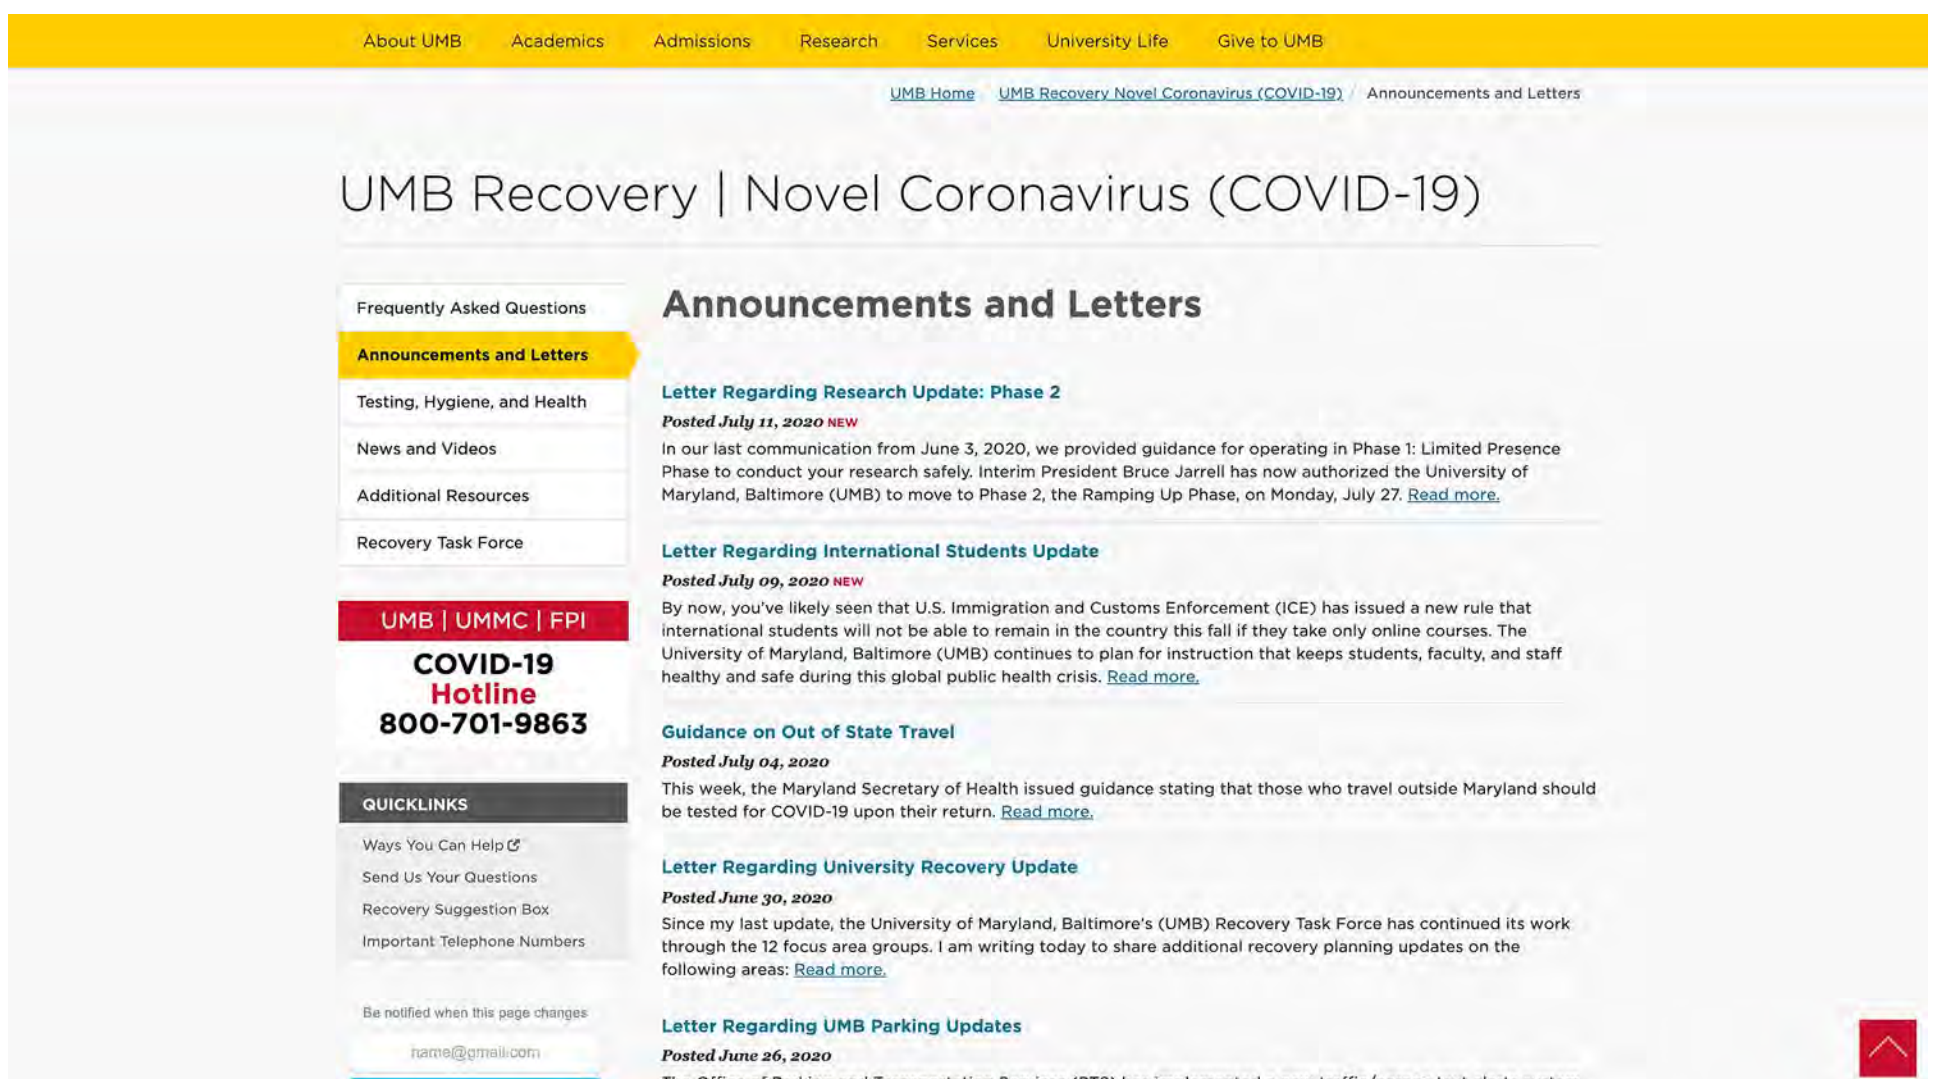 About UMB Academics Admissions Research Services University Life Give to UMB
UMB Home UMB Recovery Novel Coronavirus (COVID-19) / Announcements and Letters
UMB Recovery | Novel Coronavirus (COVID-19)
Frequently Asked Questions
Announcements and Letters
Testing, Hygiene, and Health
News and Videos
Additional Resources
Recovery Task Force
UMB | UMMC | FPI
COVID-19
Hotline
800-701-9863
QUICKLINKS
Ways You Can Help
Send Us Your Questions
Recovery Suggestion Box
Important Telephone Numbers
Be notified when this page changes
name@gmail.com
Announcements and Letters
Letter Regarding Research Update: Phase 2
Posted July 11, 2020 NEW
In our last communication from June 3, 2020, we provided guidance for operating in Phase 1: Limited Presence
Phase to conduct your research safely. Interim President Bruce Jarrell has now authorized the University of
Maryland, Baltimore (UMB) to move to Phase 2, the Ramping Up Phase, on Monday, July 27. Read more.
Letter Regarding International Students Update
Posted July 09, 2020 NEW
By now, you've likely seen that U.S. Immigration and Customs Enforcement (ICE) has issued a new rule that
international students will not be able to remain in the country this fall if they take only online courses. The
University of Maryland, Baltimore (UMB) continues to plan for instruction that keeps students, faculty, and staff
healthy and safe during this global public health crisis. Read more.
Guidance on Out of State Travel
Posted July 04, 2020
This week, the Maryland Secretary of Health issued guidance stating that those who travel outside Maryland should
be tested for COVID-19 upon their return. Read more.
Letter Regarding University Recovery Update
Posted June 30, 2020
Since my last update, the University of Maryland, Baltimore's (UMB) Recovery Task Force has continued its work
through the 12 focus area groups. I am writing today to share additional recovery planning updates on the
following areas: Read more.
Letter Regarding UMB Parking Updates
Posted June 26, 2020